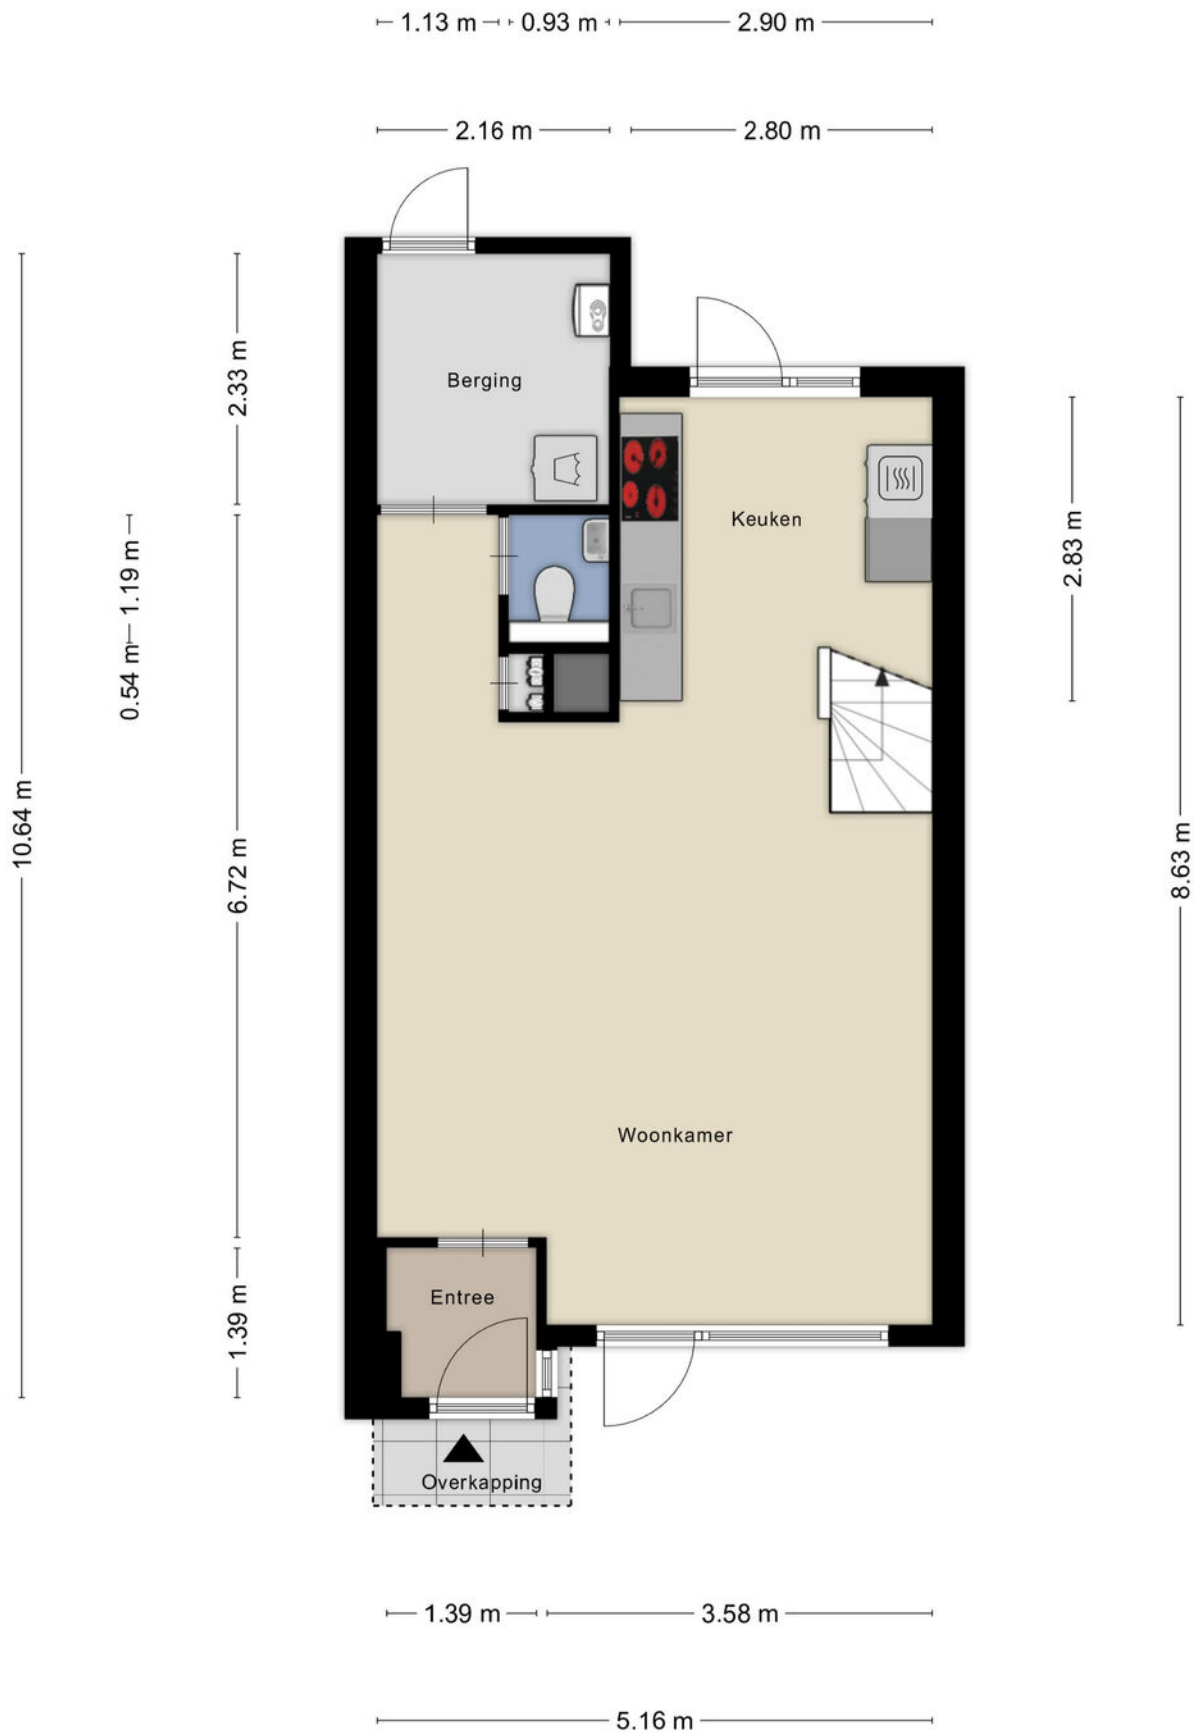 1.13 m
0.93 m
2.90 m
2.16 m
2.80 m
2.33 m
Berging
Keuken
2.83 m
1.19 m
0.54 m
10.64 m
6.72 m
8.63 m
Woonkamer
Entree
1.39 m
Overkapping
1.39 m
3.58 m
5.16 m